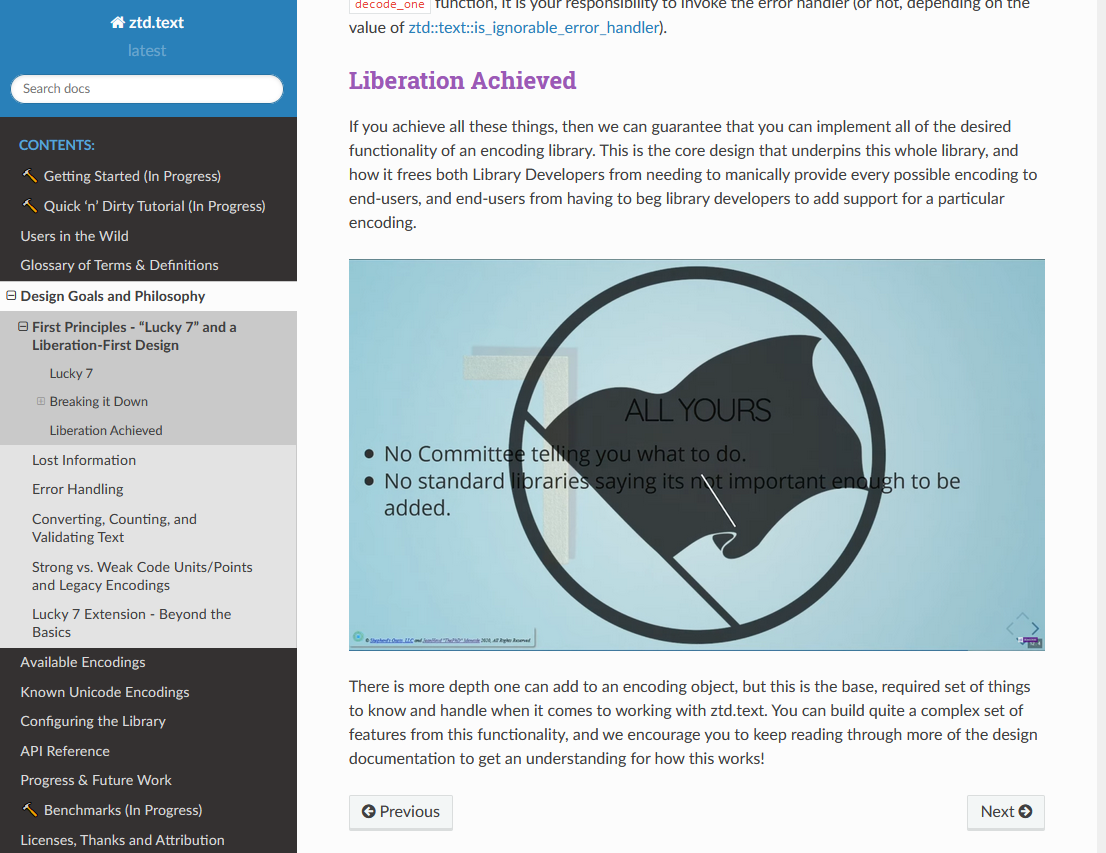 ztd.text
latest
Search docs
CONTENTS:
Getting Started (In Progress)
Quick ‘n’ Dirty Tutorial (In Progress)
Users in the Wild
Glossary of Terms & Definitions
Design Goals and Philosophy
First Principles - “Lucky 7” and a
Liberation-First Design
Lucky 7
Breaking it Down
Liberation Achieved
Lost Information
Error Handling
Converting, Counting, and
Validating Text
Strong vs. Weak Code Units/Points
and Legacy Encodings
Lucky 7 Extension - Beyond the
Basics
Available Encodings
Known Unicode Encodings
Configuring the Library
API Reference
Progress & Future Work
Benchmarks (In Progress)
Licenses, Thanks and Attribution
decode_one function, it is your responsibility to invoke the error handler (or not, depending on the
value of ztd::text::is_ignorable_error_handler).
Liberation Achieved
If you achieve all these things, then we can guarantee that you can implement all of the desired
functionality of an encoding library. This is the core design that underpins this whole library, and
how it frees both Library Developers from needing to manically provide every possible encoding to
end-users, and end-users from having to beg library developers to add support for a particular
encoding.
7
ALL YOURS
No Committee telling you what to do.
No standard libraries saying its not important enough to be
added.
© Shepherd's Oasis, LLC and JeanHeyd "ThePhD" Meneide 2020, All Rights Reserved
There is more depth one can add to an encoding object, but this is the base, required set of things
to know and handle when it comes to working with ztd.text. You can build quite a complex set of
features from this functionality, and we encourage you to keep reading through more of the design
documentation to get an understanding for how this works!
Previous
Next